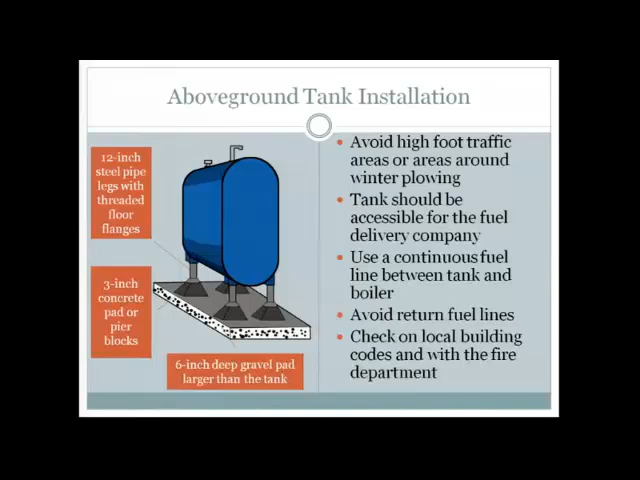 Aboveground Tank Installation
12-inch
steel pipe
legs with
threaded
floor
flanges
3-inch
concrete
pad or
pier
blocks
6-inch deep gravel pad
larger than the tank
Avoid high foot traffic
areas or areas around
winter plowing
Tank should be
accessible for the fuel
delivery company
Use a continuous fuel
line between tank and
boiler
Avoid return fuel lines
Check on local building
codes and with the fire
department